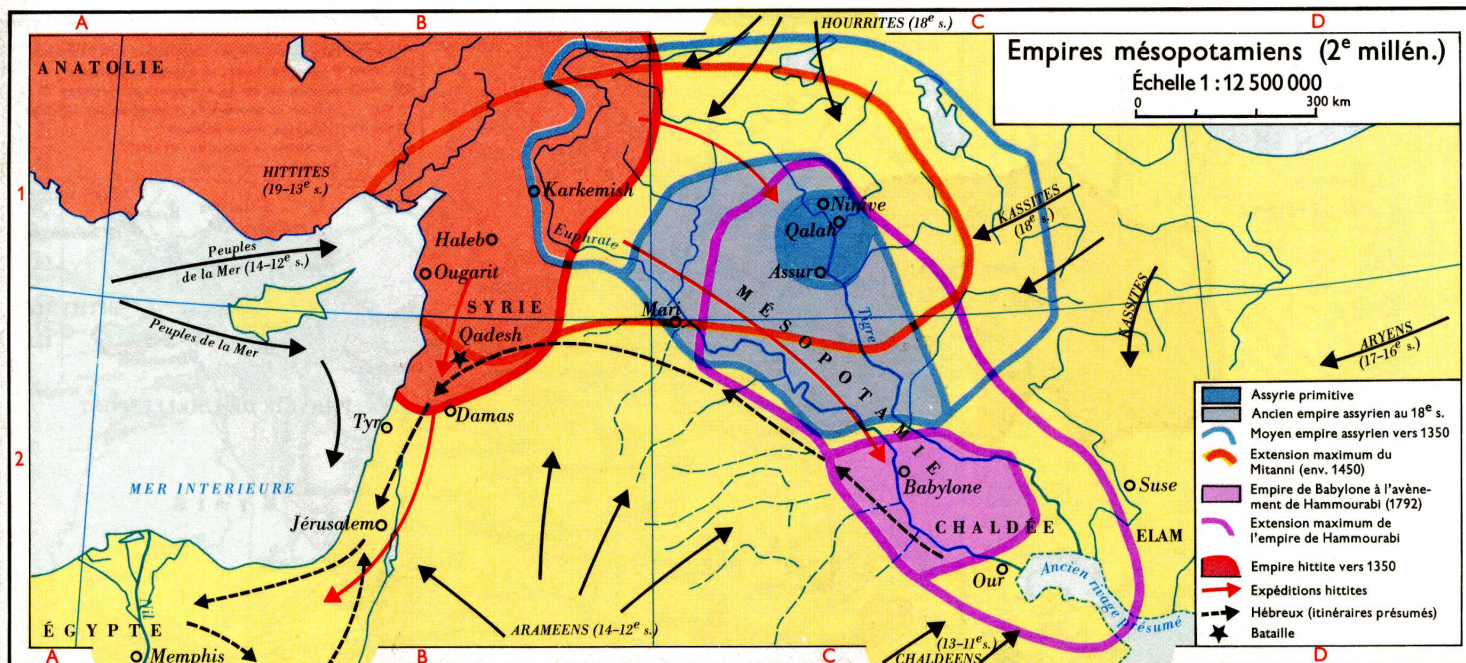 A
B
C
D
HOURRITES (18e s.)
Empires mésopotamiens (2e millén.)
Échelle 1 : 12 500 000
0 300 km
ANATOLIE
HITTITES
(19–13e s.)
1
Karkemish
Ninive
Qalah
KASSITES
(18e s.)
Peuples
de la Mer (14–12e s.)
Haleb
Euphrate
Ougarit
Assur
SYRIE
MÉSOPOTAMIE
Mari
Tigre
KASSITES
Peuples de la Mer
Qadesh
ARYENS
(17–16e s.)
Damas
Tyr
2
MER INTERIEURE
Babylone
Suse
Jérusalem
CHALDÉE
ELAM
Our
Ancien rivage présumé
Nil
ÉGYPTE
ARAMEENS (14–12e s.)
(13–11e s.)
CHALDEENS
Memphis
A
B
C
D
Assyrie primitive
Ancien empire assyrien au 18e s.
Moyen empire assyrien vers 1350
Extension maximum du
Mitanni (env. 1450)
Empire de Babylone à l'avène-
ment de Hammourabi (1792)
Extension maximum de
l'empire de Hammourabi
Empire hittite vers 1350
Expéditions hittites
Hébreux (itinéraires présumés)
Bataille